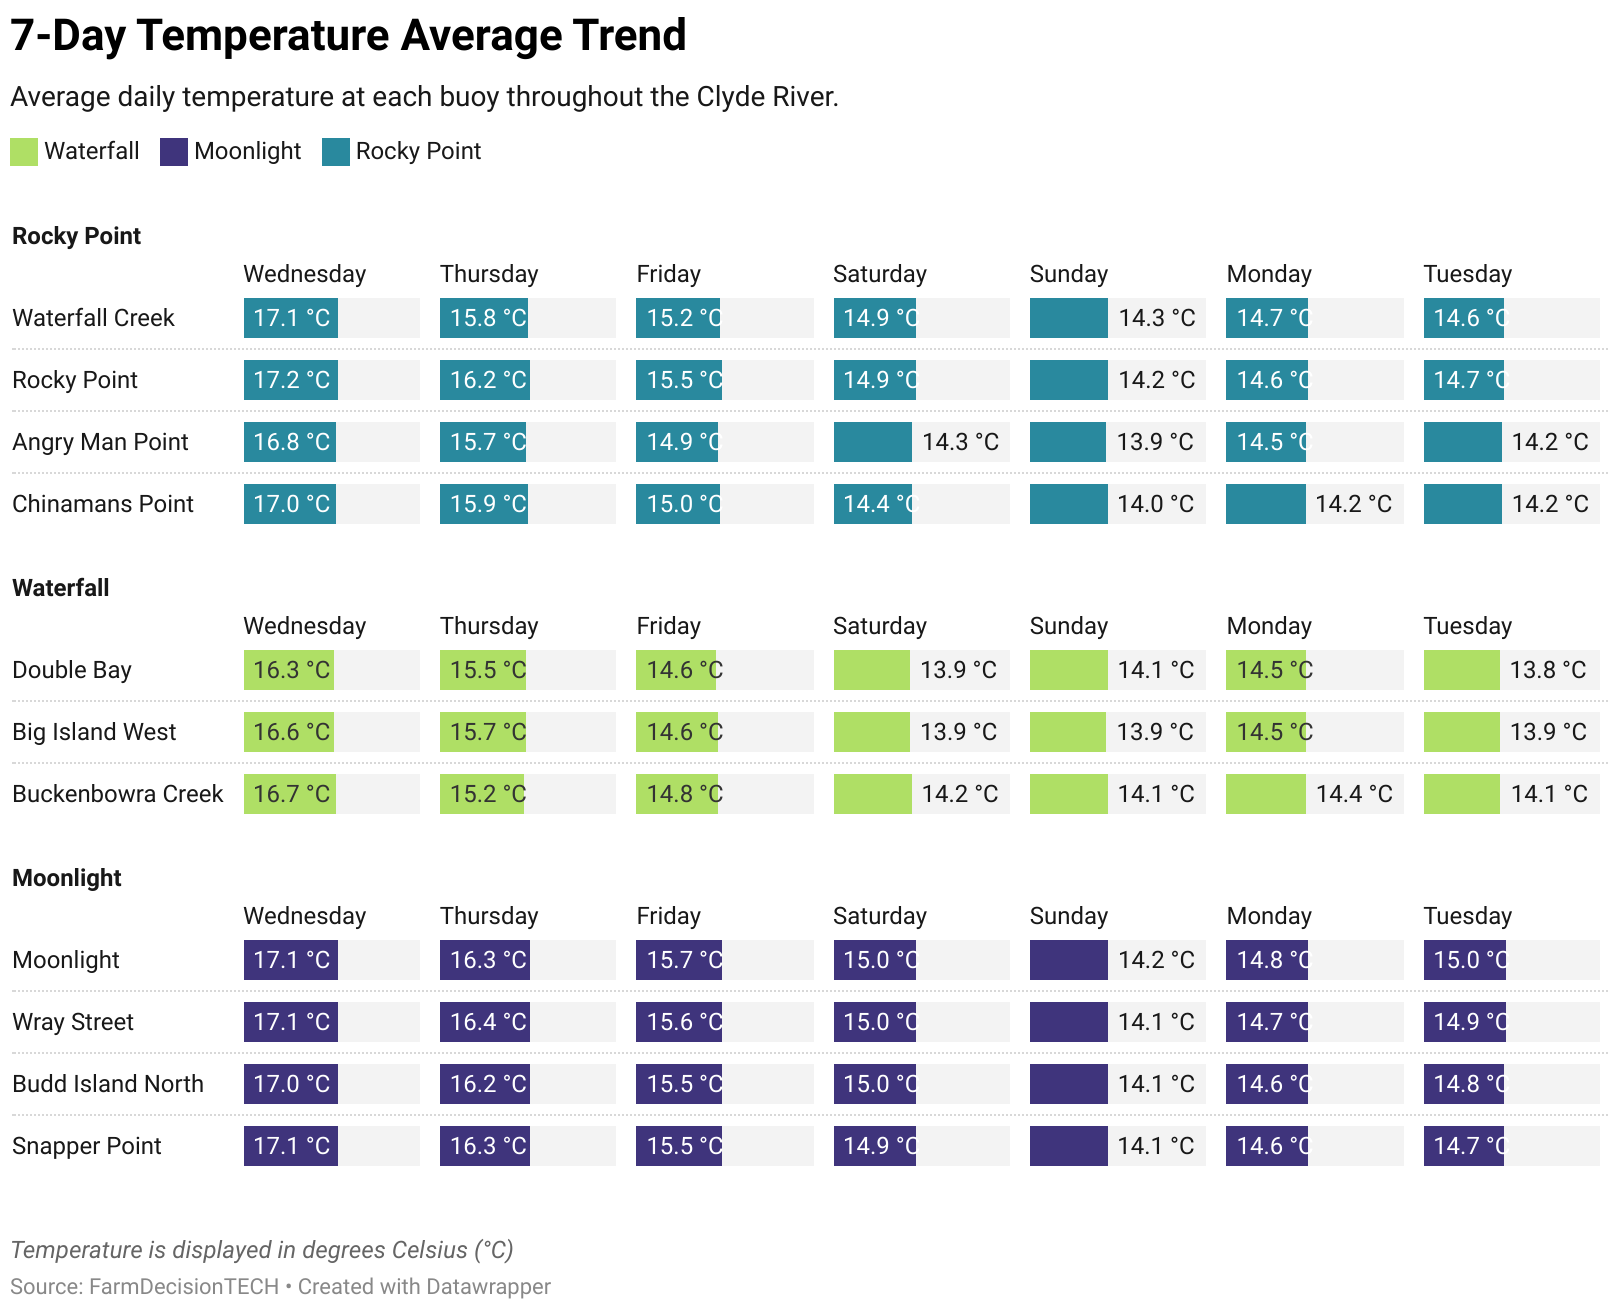 7-Day Temperature Average Trend
Average daily temperature at each buoy throughout the Clyde River.
Waterfall Moonlight Rocky Point
Rocky Point
Wednesday Thursday Friday Saturday Sunday Monday Tuesday
Waterfall Creek 17.1 °C 15.8 °C 15.2 °C 14.9 °C 14.3 °C 14.7 °C 14.6 °C
Rocky Point 17.2 °C 16.2 °C 15.5 °C 14.9 °C 14.2 °C 14.6 °C 14.7 °C
Angry Man Point 16.8 °C 15.7 °C 14.9 °C 14.3 °C 13.9 °C 14.5 °C 14.2 °C
Chinamans Point 17.0 °C 15.9 °C 15.0 °C 14.4 °C 14.0 °C 14.2 °C 14.2 °C
Waterfall
Wednesday Thursday Friday Saturday Sunday Monday Tuesday
Double Bay 16.3 °C 15.5 °C 14.6 °C 13.9 °C 14.1 °C 14.5 °C 13.8 °C
Big Island West 16.6 °C 15.7 °C 14.6 °C 13.9 °C 13.9 °C 14.5 °C 13.9 °C
Buckenbowra Creek 16.7 °C 15.2 °C 14.8 °C 14.2 °C 14.1 °C 14.4 °C 14.1 °C
Moonlight
Wednesday Thursday Friday Saturday Sunday Monday Tuesday
Moonlight 17.1 °C 16.3 °C 15.7 °C 15.0 °C 14.2 °C 14.8 °C 15.0 °C
Wray Street 17.1 °C 16.4 °C 15.6 °C 15.0 °C 14.1 °C 14.7 °C 14.9 °C
Budd Island North 17.0 °C 16.2 °C 15.5 °C 15.0 °C 14.1 °C 14.6 °C 14.8 °C
Snapper Point 17.1 °C 16.3 °C 15.5 °C 14.9 °C 14.1 °C 14.6 °C 14.7 °C
Temperature is displayed in degrees Celsius (°C)
Source: FarmDecisionTECH • Created with Datawrapper